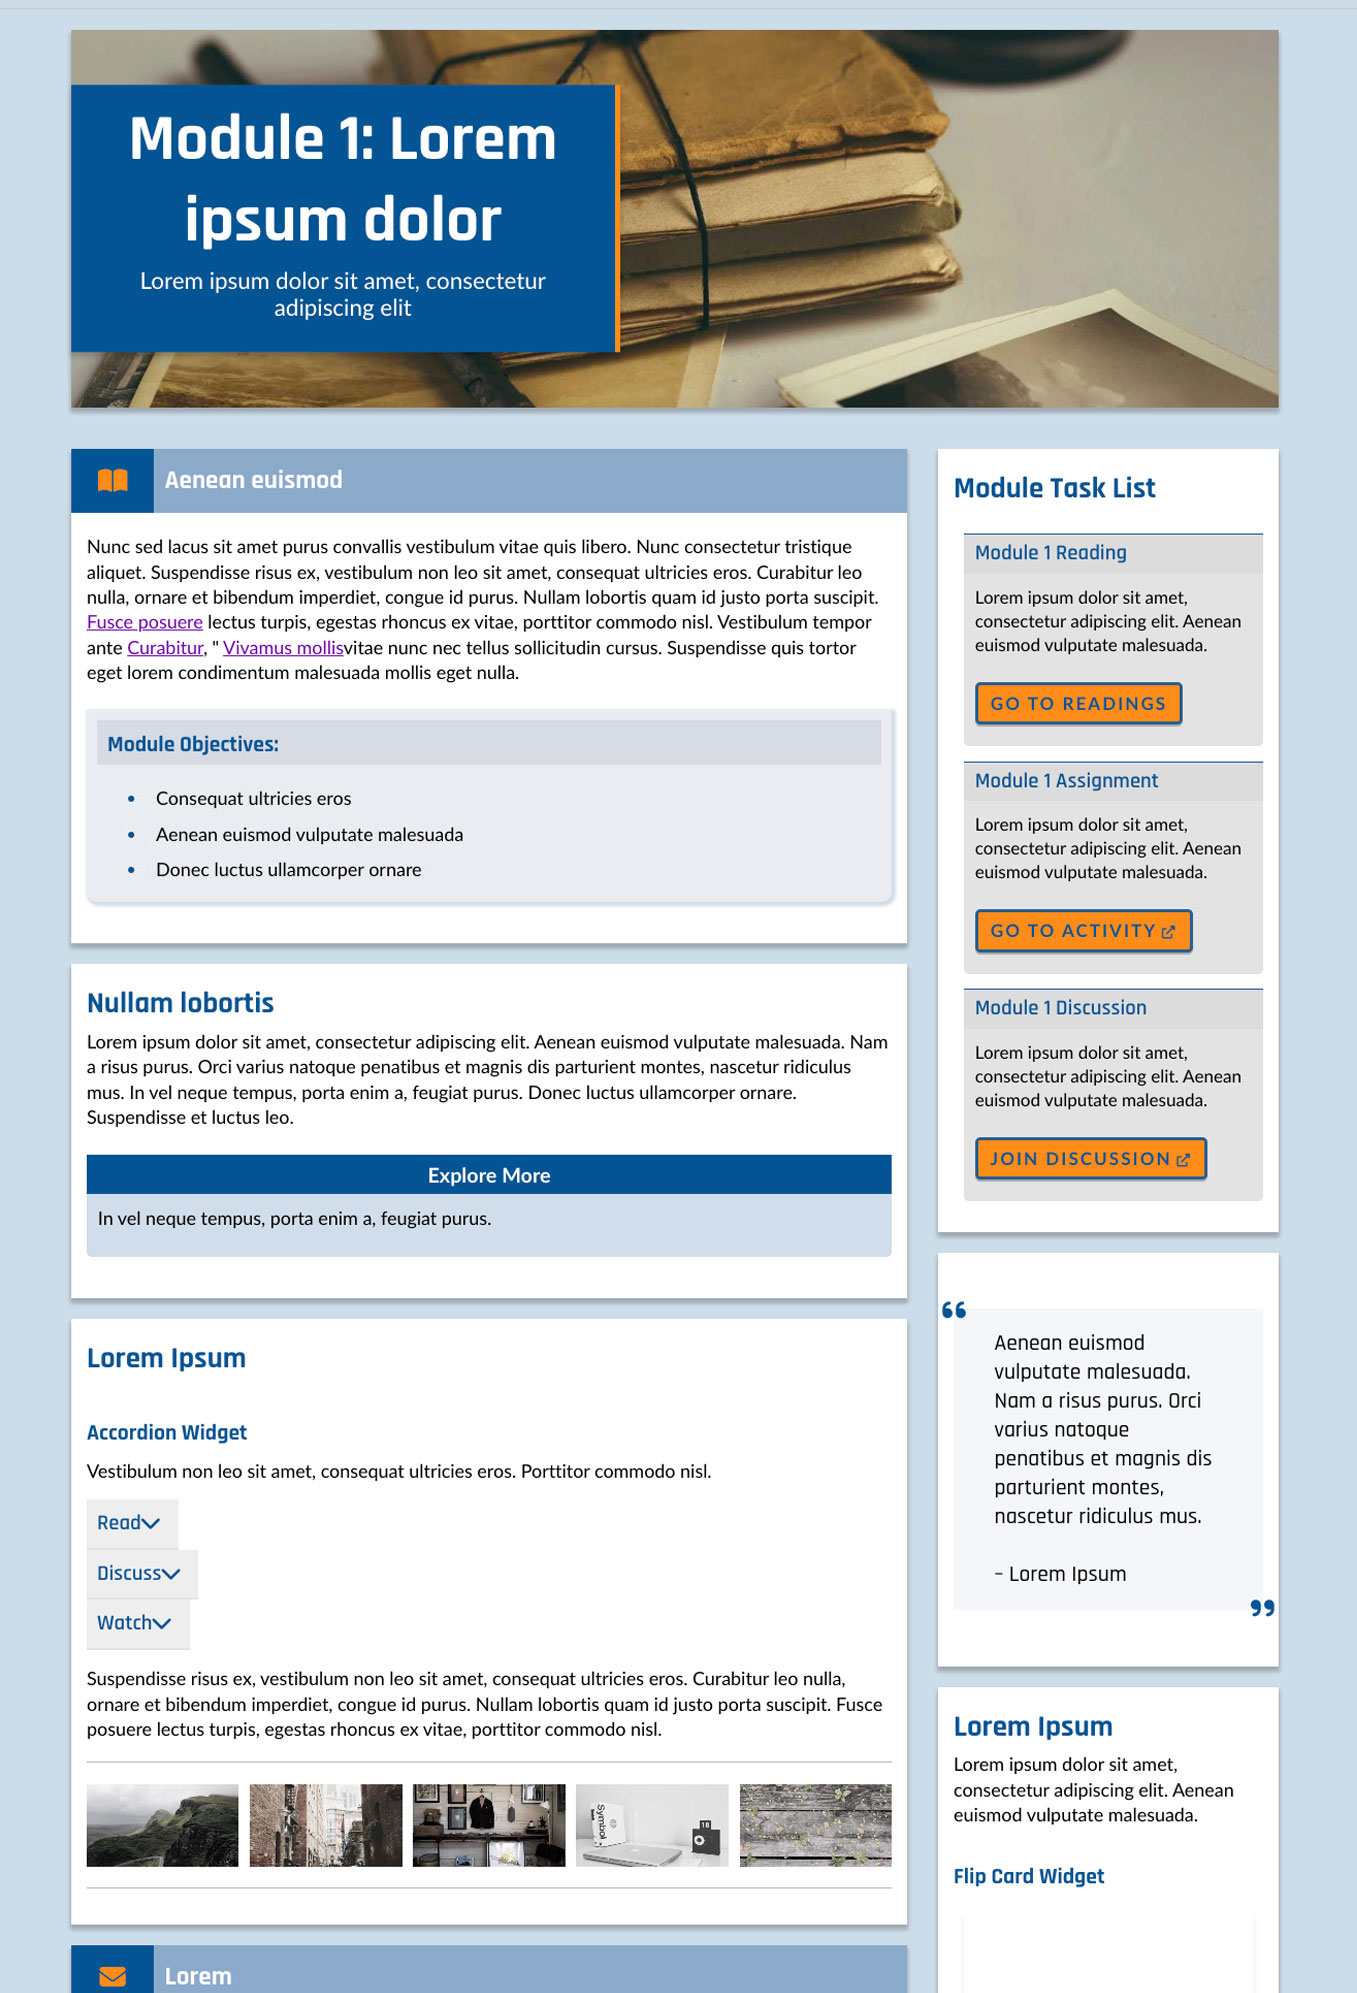 Module 1: Lorem
ipsum dolor
Lorem ipsum dolor sit amet, consectetur
adipiscing elit
Aenean euismod
Nunc sed lacus sit amet purus convallis vestibulum vitae quis libero. Nunc consectetur tristique
aliquet. Suspendisse risus ex, vestibulum non leo sit amet, consequat ultricies eros. Curabitur leo
nulla, ornare et bibendum imperdiet, congue id purus. Nullam lobortis quam id justo porta suscipit.
Fusce posuere lectus turpis, egestas rhoncus ex vitae, porttitor commodo nisl. Vestibulum tempor
ante Curabitur, " Vivamus mollisvitae nunc nec tellus sollicitudin cursus. Suspendisse quis tortor
eget lorem condimentum malesuada mollis eget nulla.
Module Objectives:
• Consequat ultricies eros
• Aenean euismod vulputate malesuada
• Donec luctus ullamcorper ornare
Nullam lobortis
Lorem ipsum dolor sit amet, consectetur adipiscing elit. Aenean euismod vulputate malesuada. Nam
a risus purus. Orci varius natoque penatibus et magnis dis parturient montes, nascetur ridiculus
mus. In vel neque tempus, porta enim a, feugiat purus. Donec luctus ullamcorper ornare.
Suspendisse et luctus leo.
Explore More
In vel neque tempus, porta enim a, feugiat purus.
Lorem Ipsum
Accordion Widget
Vestibulum non leo sit amet, consequat ultricies eros. Porttitor commodo nisl.
Read
Discuss
Watch
Suspendisse risus ex, vestibulum non leo sit amet, consequat ultricies eros. Curabitur leo nulla,
ornare et bibendum imperdiet, congue id purus. Nullam lobortis quam id justo porta suscipit. Fusce
posuere lectus turpis, egestas rhoncus ex vitae, porttitor commodo nisl.
Symbol
18
Lorem
Module Task List
Module 1 Reading
Lorem ipsum dolor sit amet,
consectetur adipiscing elit. Aenean
euismod vulputate malesuada.
GO TO READINGS
Module 1 Assignment
Lorem ipsum dolor sit amet,
consectetur adipiscing elit. Aenean
euismod vulputate malesuada.
GO TO ACTIVITY
Module 1 Discussion
Lorem ipsum dolor sit amet,
consectetur adipiscing elit. Aenean
euismod vulputate malesuada.
JOIN DISCUSSION
“
Aenean euismod
vulputate malesuada.
Nam a risus purus. Orci
varius natoque
penatibus et magnis dis
parturient montes,
nascetur ridiculus mus.
– Lorem Ipsum
”
Lorem Ipsum
Lorem ipsum dolor sit amet,
consectetur adipiscing elit. Aenean
euismod vulputate malesuada.
Flip Card Widget